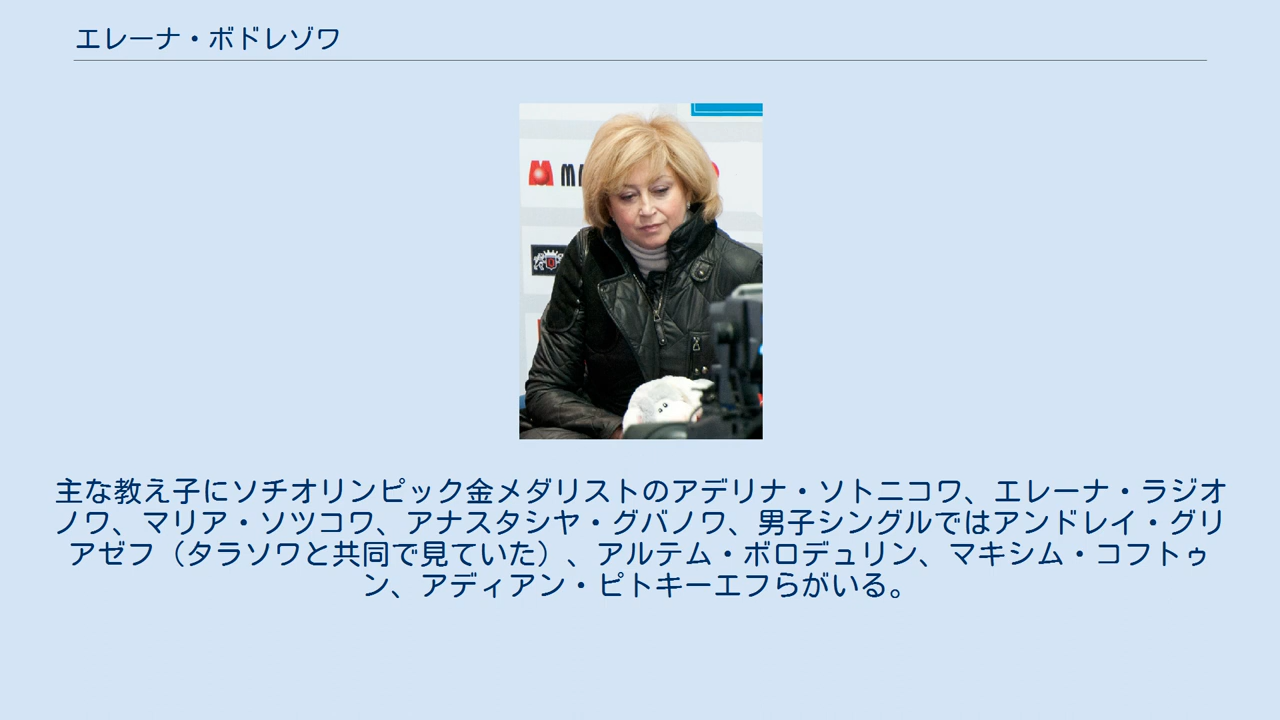 エレーナ・ボドレゾワ
主な教え子にソチオリンピック金メダリストのアデリナ・ソトニコワ、エレーナ・ラジオ
ノワ、マリア・ソツコワ、アナスタシヤ・グバノワ、男子シングルではアンドレイ・グリ
アゼフ（タラソワと共同で見ていた）、アルテム・ボロデュリン、マキシム・コフトゥ
ン、アディアン・ピトキーエフらがいる。